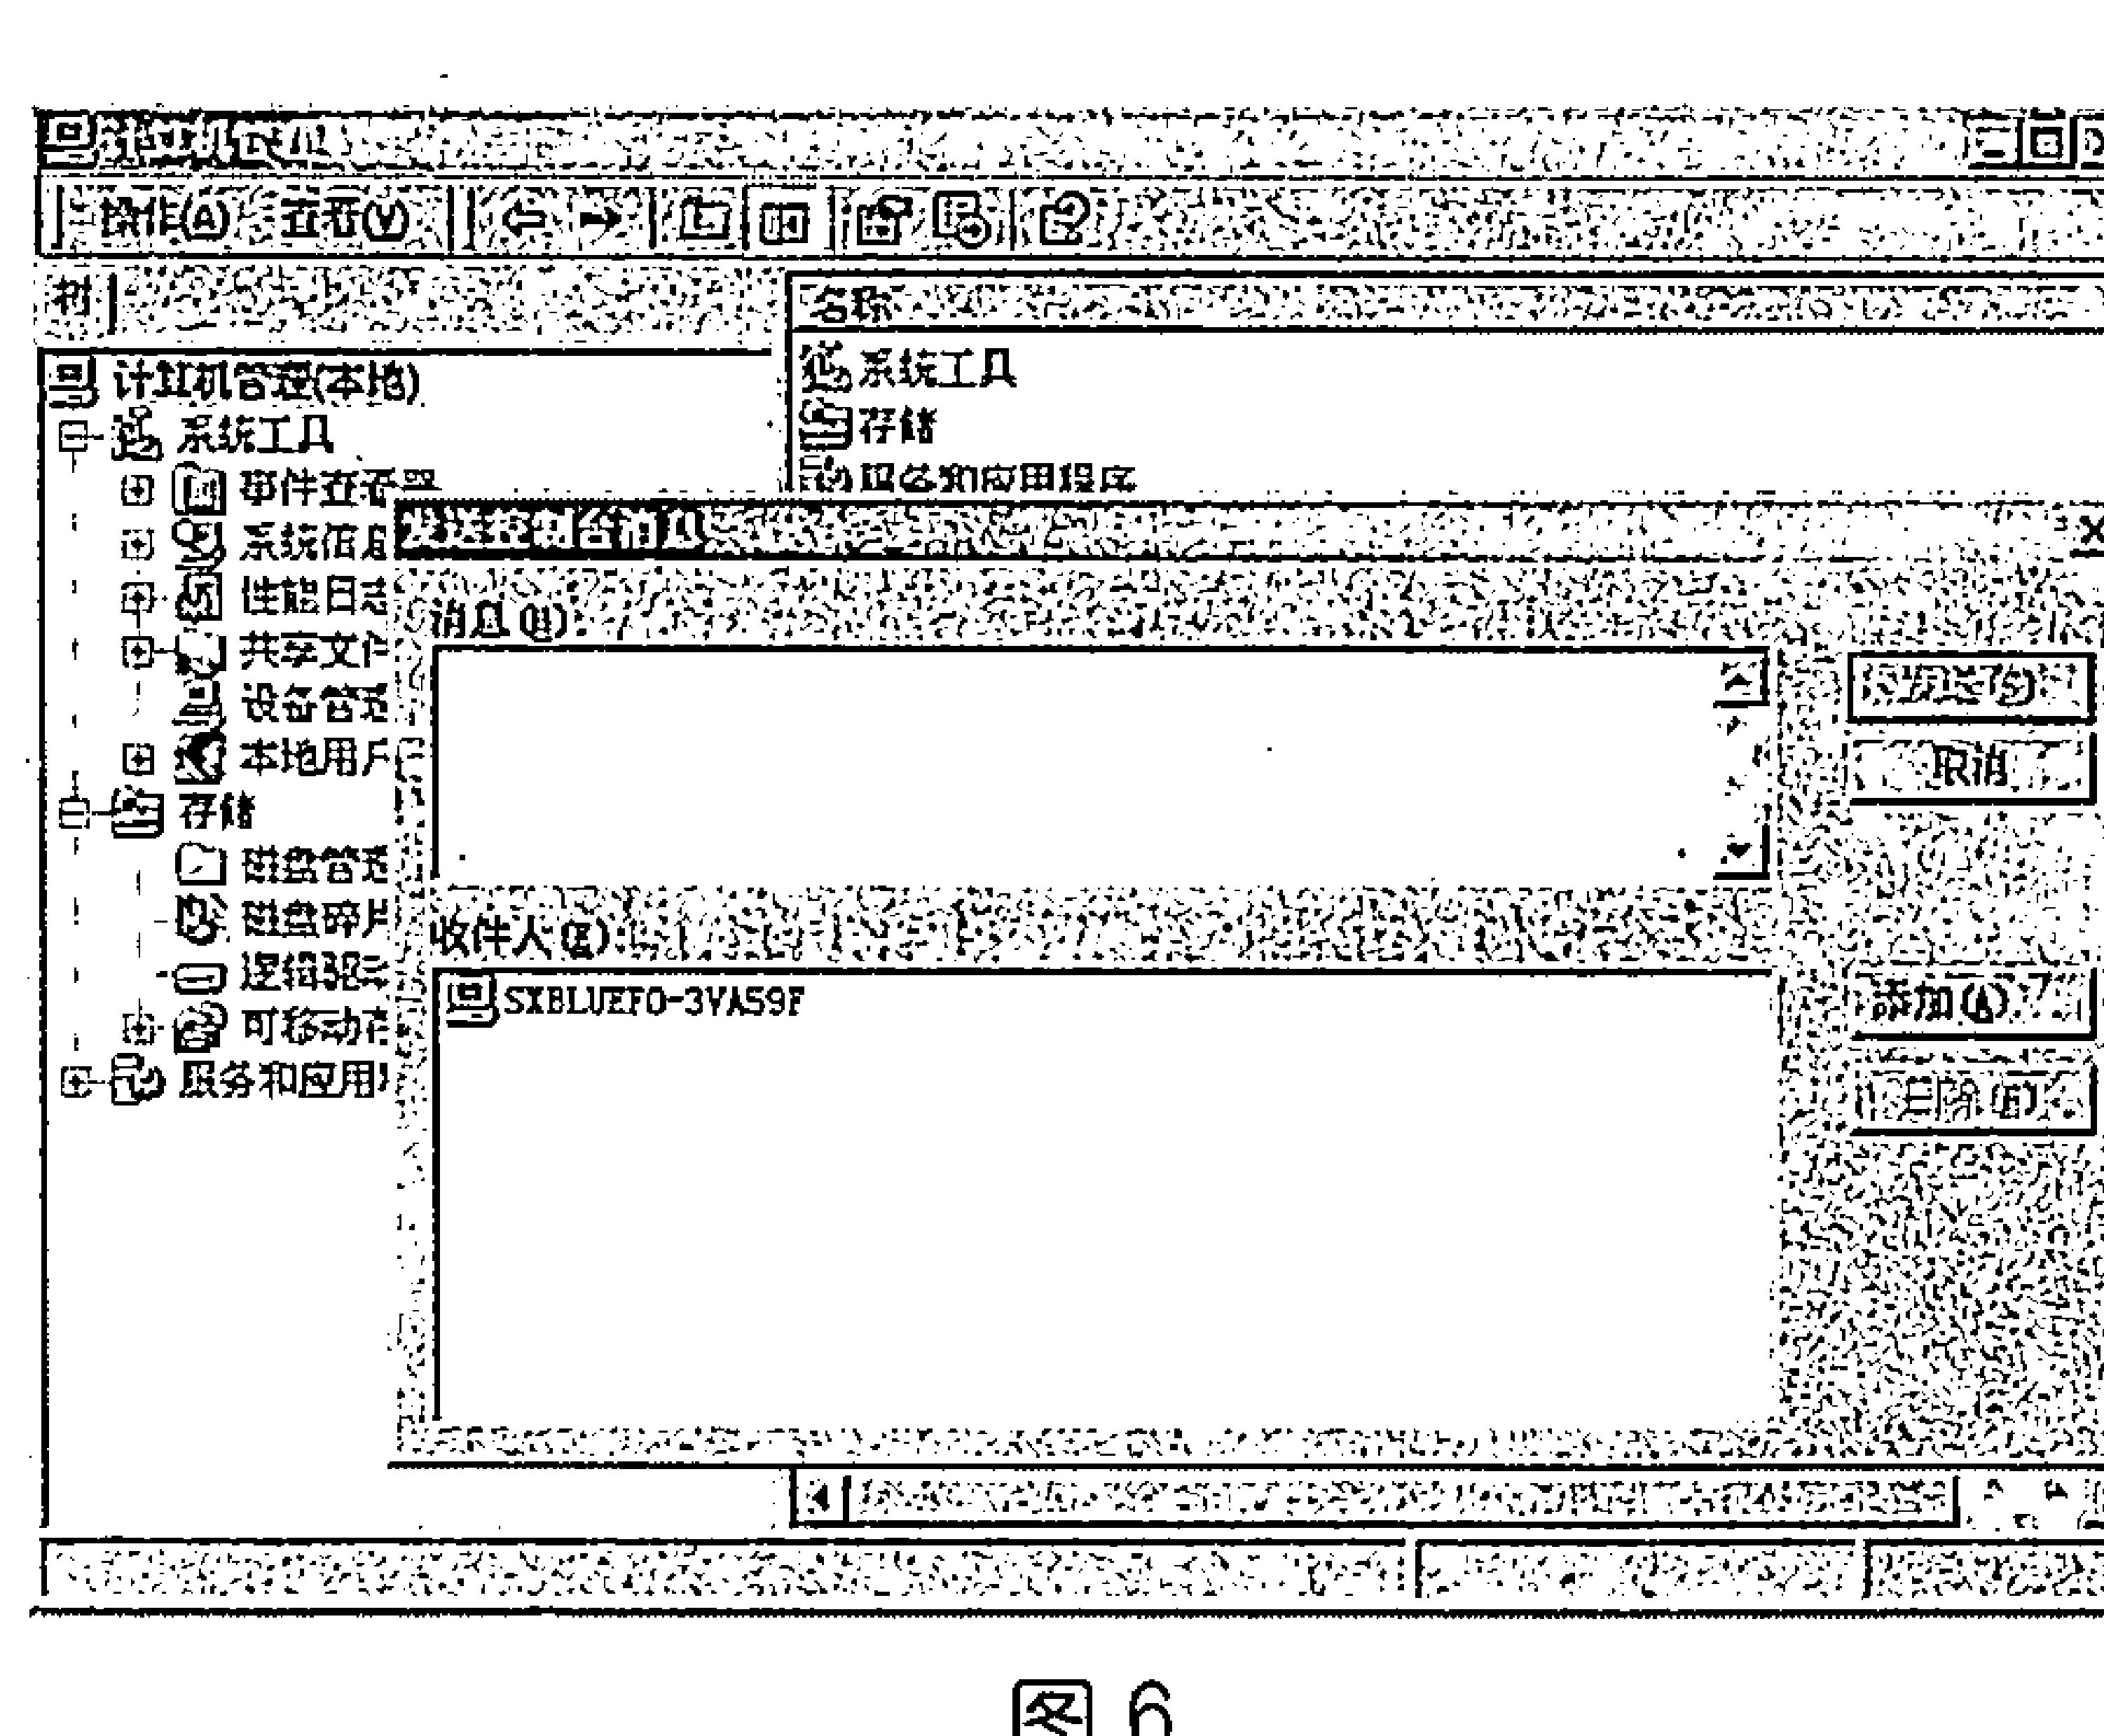 计算机管理
操作(A) 查看(V)
树
名称
计算机管理(本地)
系统工具
事件查看器
系统信息
性能日志
共享文件
设备管理
本地用户
存储
磁盘管理
磁盘碎片
逻辑驱
可移动存
服务和应用
系统工具
存储
服务和应用程序
发送控制台消息
消息(M):
发送(S)
取消
收件人(E):
SXBLUEFO-3VA59F
添加(A)
删除(R)
图 6